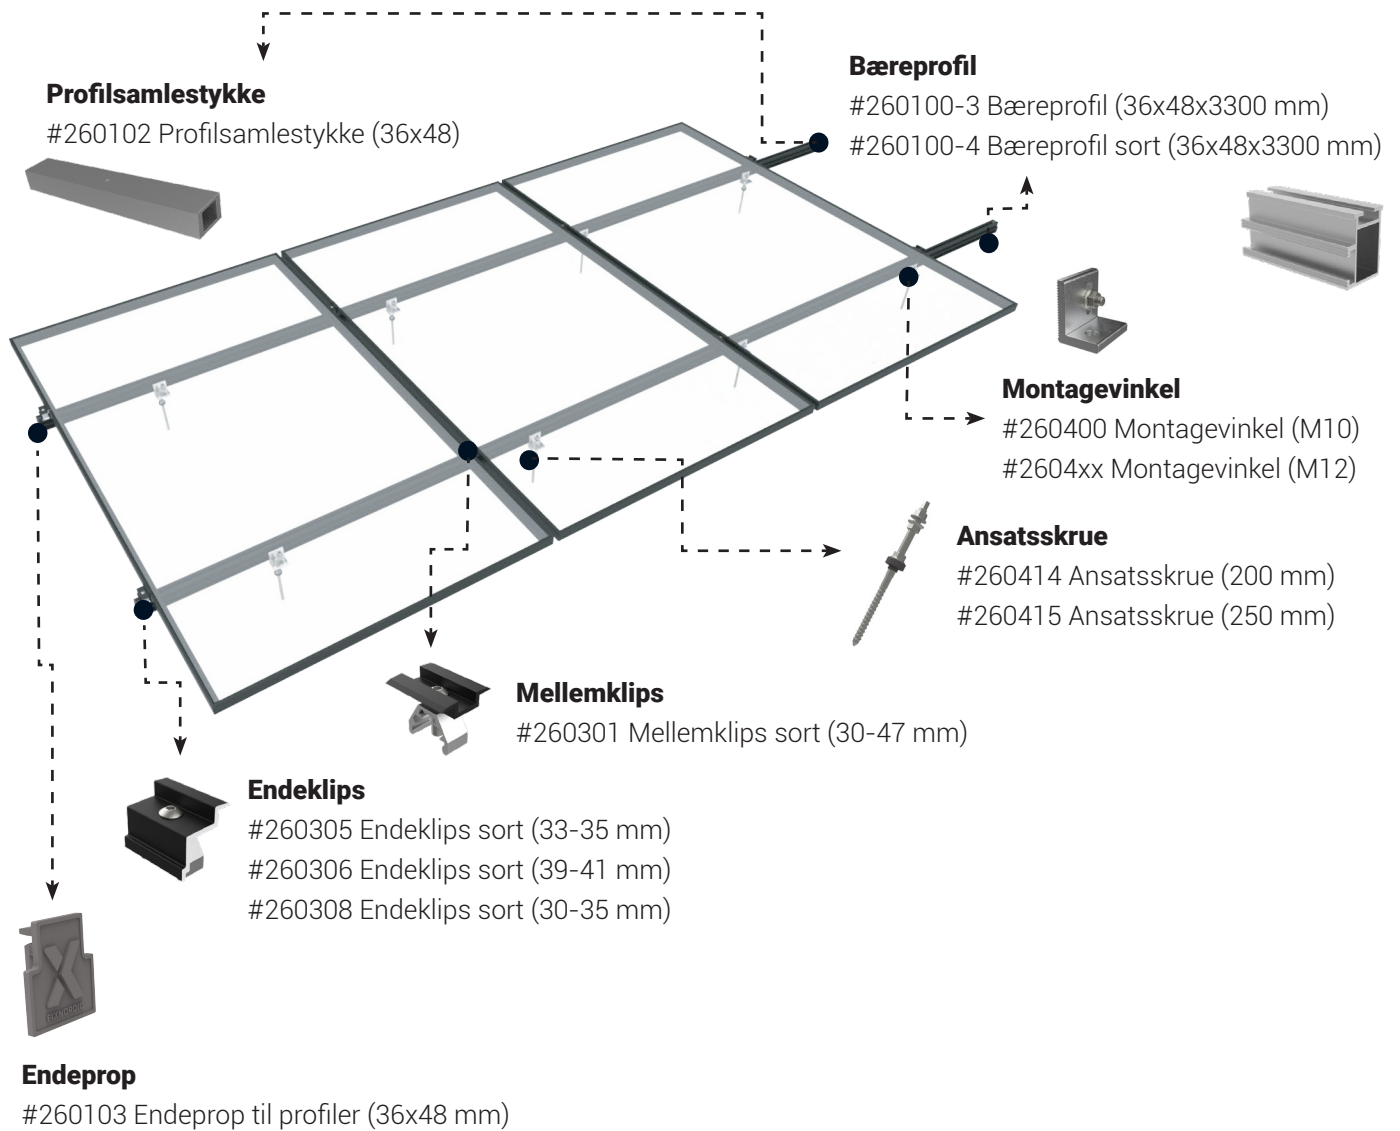 Profilsamlestykke
#260102 Profilsamlestykke (36x48)
Bæreprofil
#260100-3 Bæreprofil (36x48x3300 mm)
#260100-4 Bæreprofil sort (36x48x3300 mm)
Montagevinkel
#260400 Montagevinkel (M10)
#2604xx Montagevinkel (M12)
Ansatsskrue
#260414 Ansatsskrue (200 mm)
#260415 Ansatsskrue (250 mm)
Mellemklips
#260301 Mellemklips sort (30-47 mm)
Endeklips
#260305 Endeklips sort (33-35 mm)
#260306 Endeklips sort (39-41 mm)
#260308 Endeklips sort (30-35 mm)
X
Endeprop
#260103 Endeprop til profiler (36x48 mm)